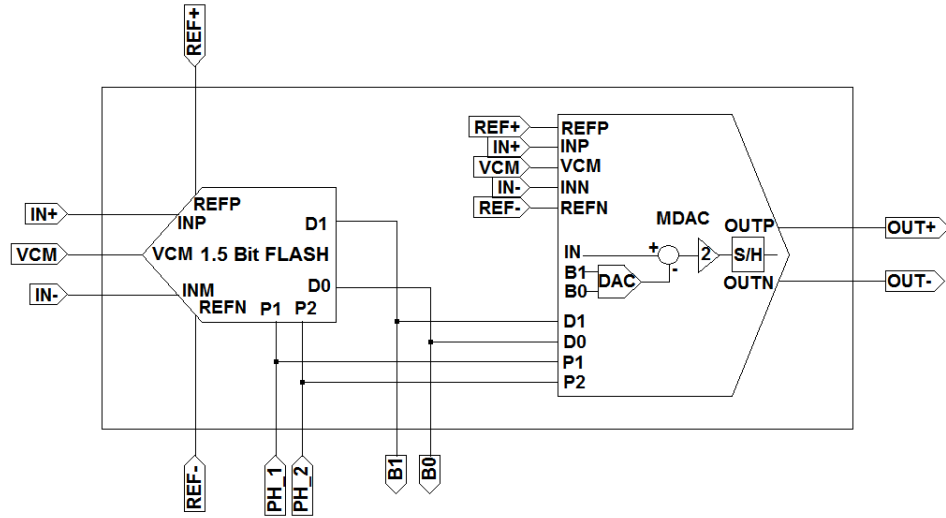 REF+
REF+
REFP
IN+
INP
VCM
VCM
IN-
INN
REF-
REFN
MDAC
OUTP
OUT+
IN
+
-
2
S/H
B1
B0
DAC
OUTN
OUT-
D1
D0
P1
P2
IN+
REFP
INP
D1
VCM
VCM 1.5 Bit FLASH
IN-
INM
D0
REFN
P1 P2
REF-
PH_1
PH_2
B1
B0